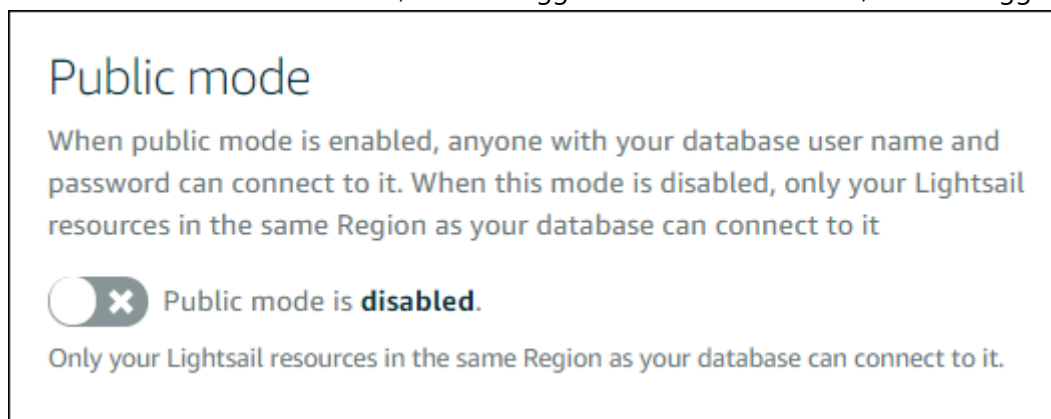 Public mode
When public mode is enabled, anyone with your database user name and
password can connect to it. When this mode is disabled, only your Lightsail
resources in the same Region as your database can connect to it
Public mode is disabled.
Only your Lightsail resources in the same Region as your database can connect to it.